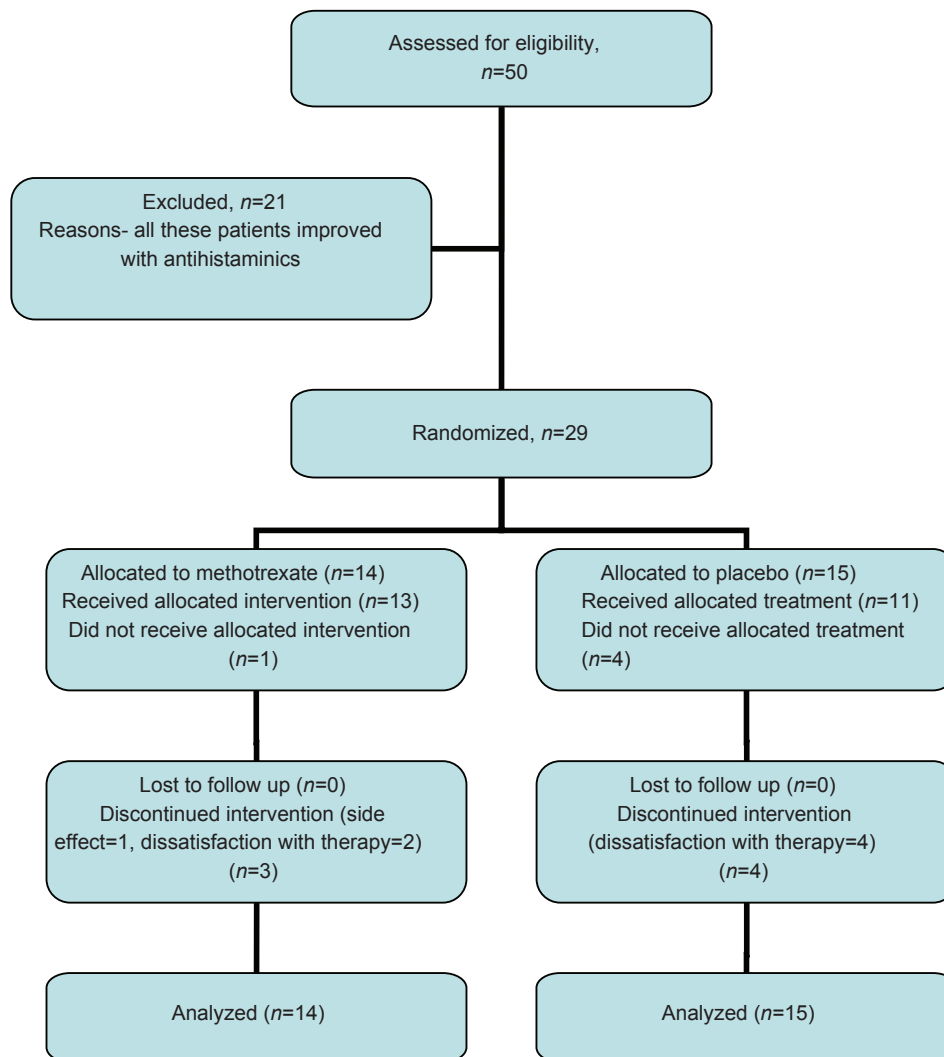 Assessed for eligibility,
n=50
Excluded, n=21
Reasons- all these patients improved
with antihistaminics
Randomized, n=29
Allocated to methotrexate (n=14)
Received allocated intervention (n=13)
Did not receive allocated intervention
(n=1)
Allocated to placebo (n=15)
Received allocated treatment (n=11)
Did not receive allocated treatment
(n=4)
Lost to follow up (n=0)
Discontinued intervention (side
effect=1, dissatisfaction with therapy=2)
(n=3)
Lost to follow up (n=0)
Discontinued intervention
(dissatisfaction with therapy=4)
(n=4)
Analyzed (n=14)
Analyzed (n=15)